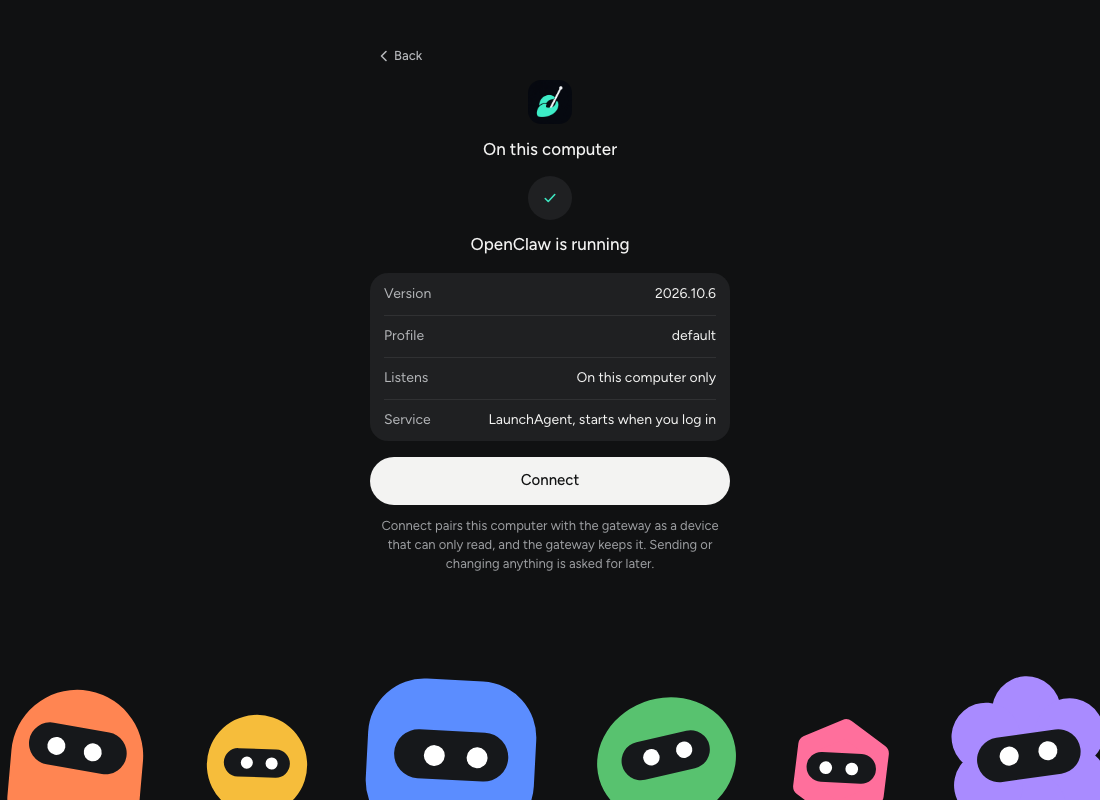 Back
On this computer
OpenClaw is running
Version 2026.10.6
Profile default
Listens On this computer only
Service LaunchAgent, starts when you log in
Connect
Connect pairs this computer with the gateway as a device
that can only read, and the gateway keeps it. Sending or
changing anything is asked for later.